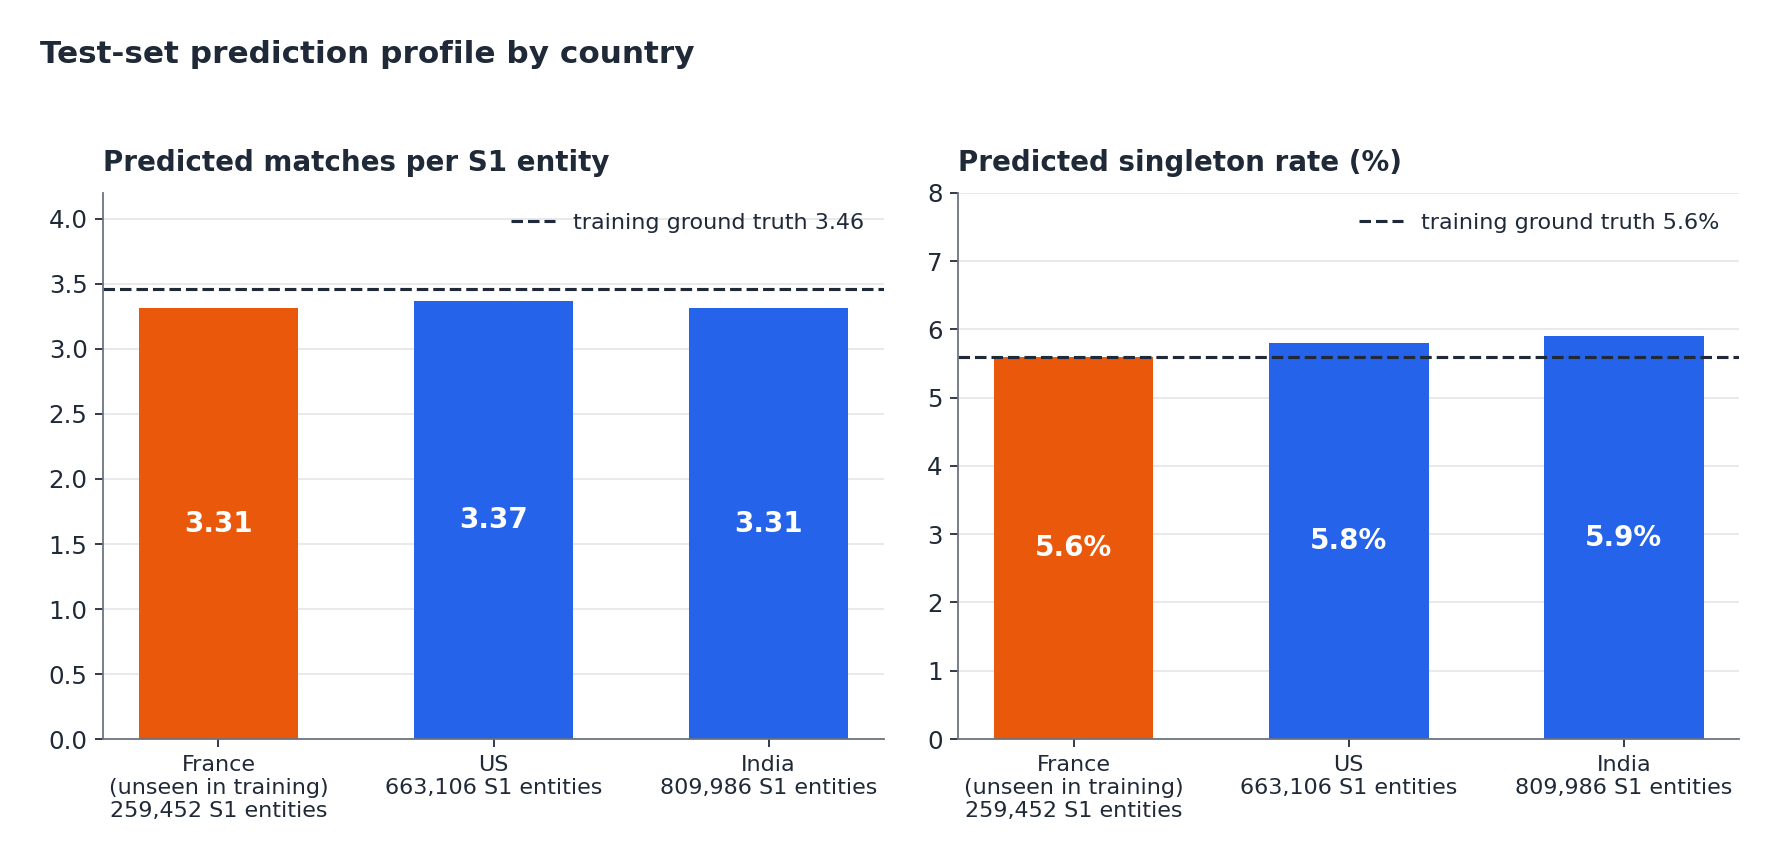 Test-set prediction profile by country
Predicted matches per S1 entity
4.0
3.5
3.0
2.5
2.0
1.5
1.0
0.5
0.0
training ground truth 3.46
3.31
3.37
3.31
France
(unseen in training)
259,452 S1 entities
US
663,106 S1 entities
India
809,986 S1 entities
Predicted singleton rate (%)
8
7
6
5
4
3
2
1
0
training ground truth 5.6%
5.6%
5.8%
5.9%
France
(unseen in training)
259,452 S1 entities
US
663,106 S1 entities
India
809,986 S1 entities